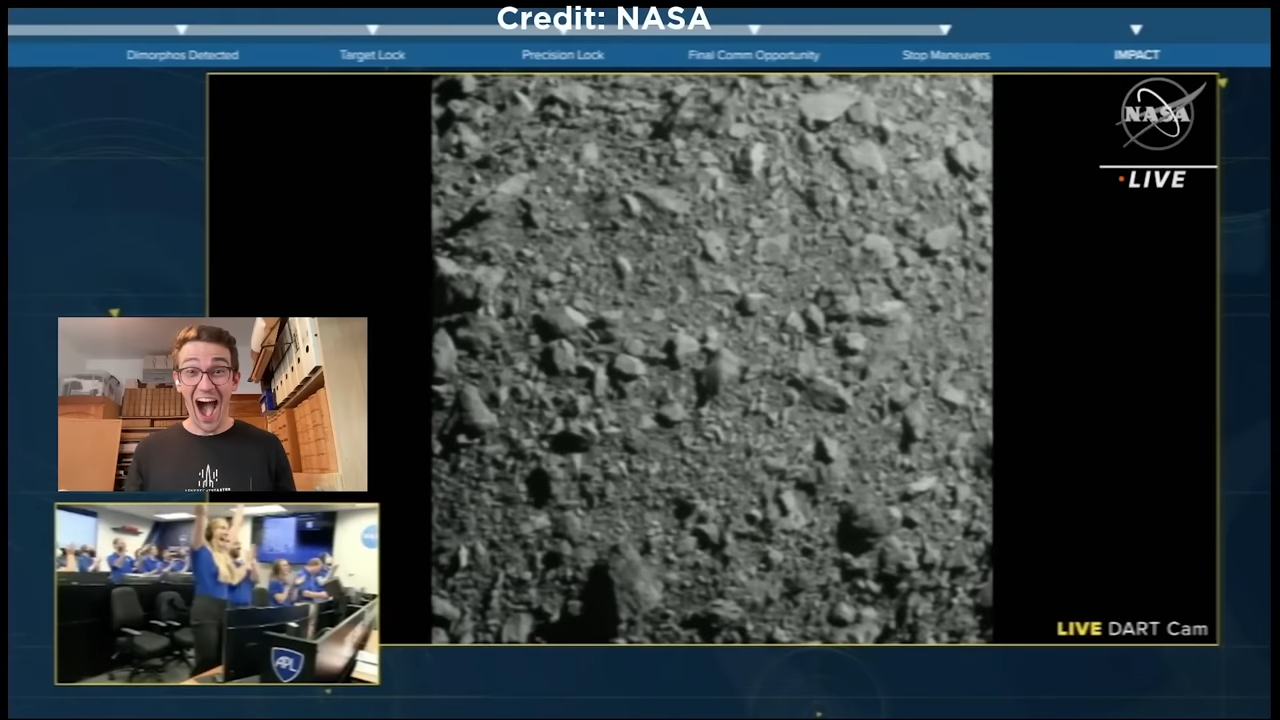 Credit: NASA
Dimorphos Detected
Target Lock
Precision Lock
Final Comm Opportunity
Stop Maneuvers
IMPACT
NASA
LIVE
APL
LIVE DART Cam